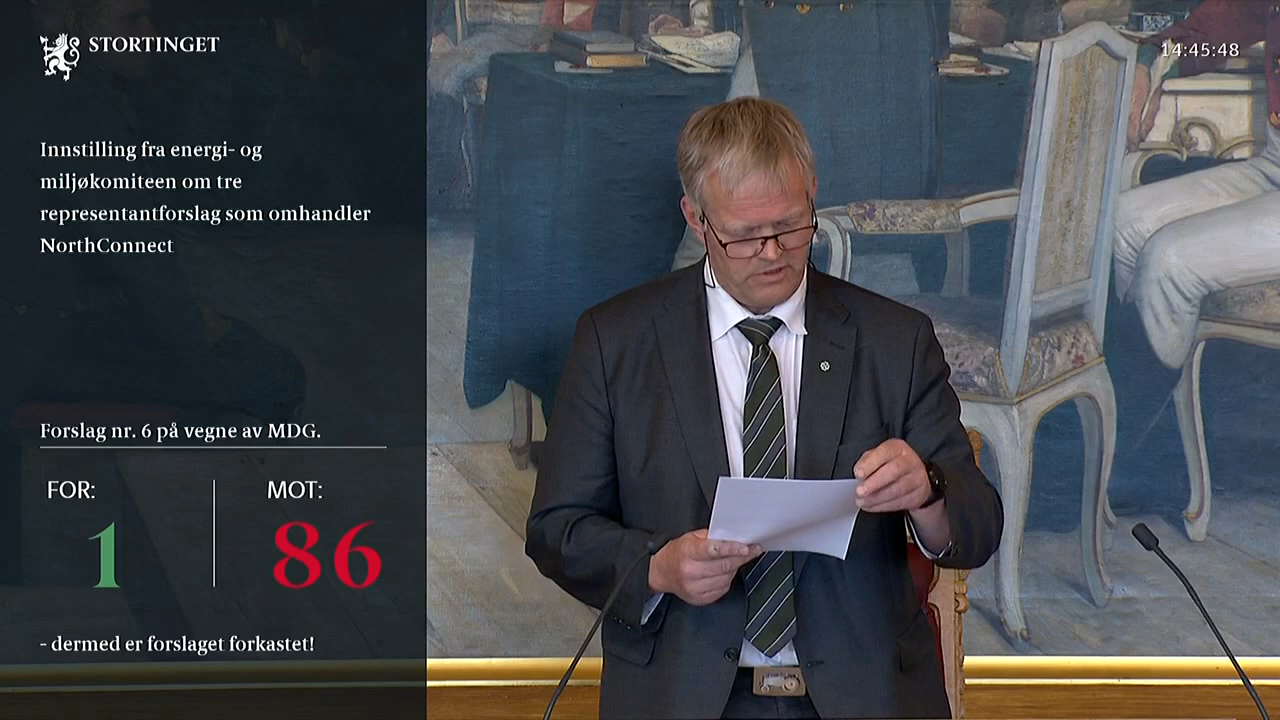 STORTINGET
14:45:48
Innstilling fra energi- og
miljøkomiteen om tre
representantforslag som omhandler
NorthConnect
Forslag nr. 6 på vegne av MDG.
FOR:
MOT:
1
86
- dermed er forslaget forkastet!